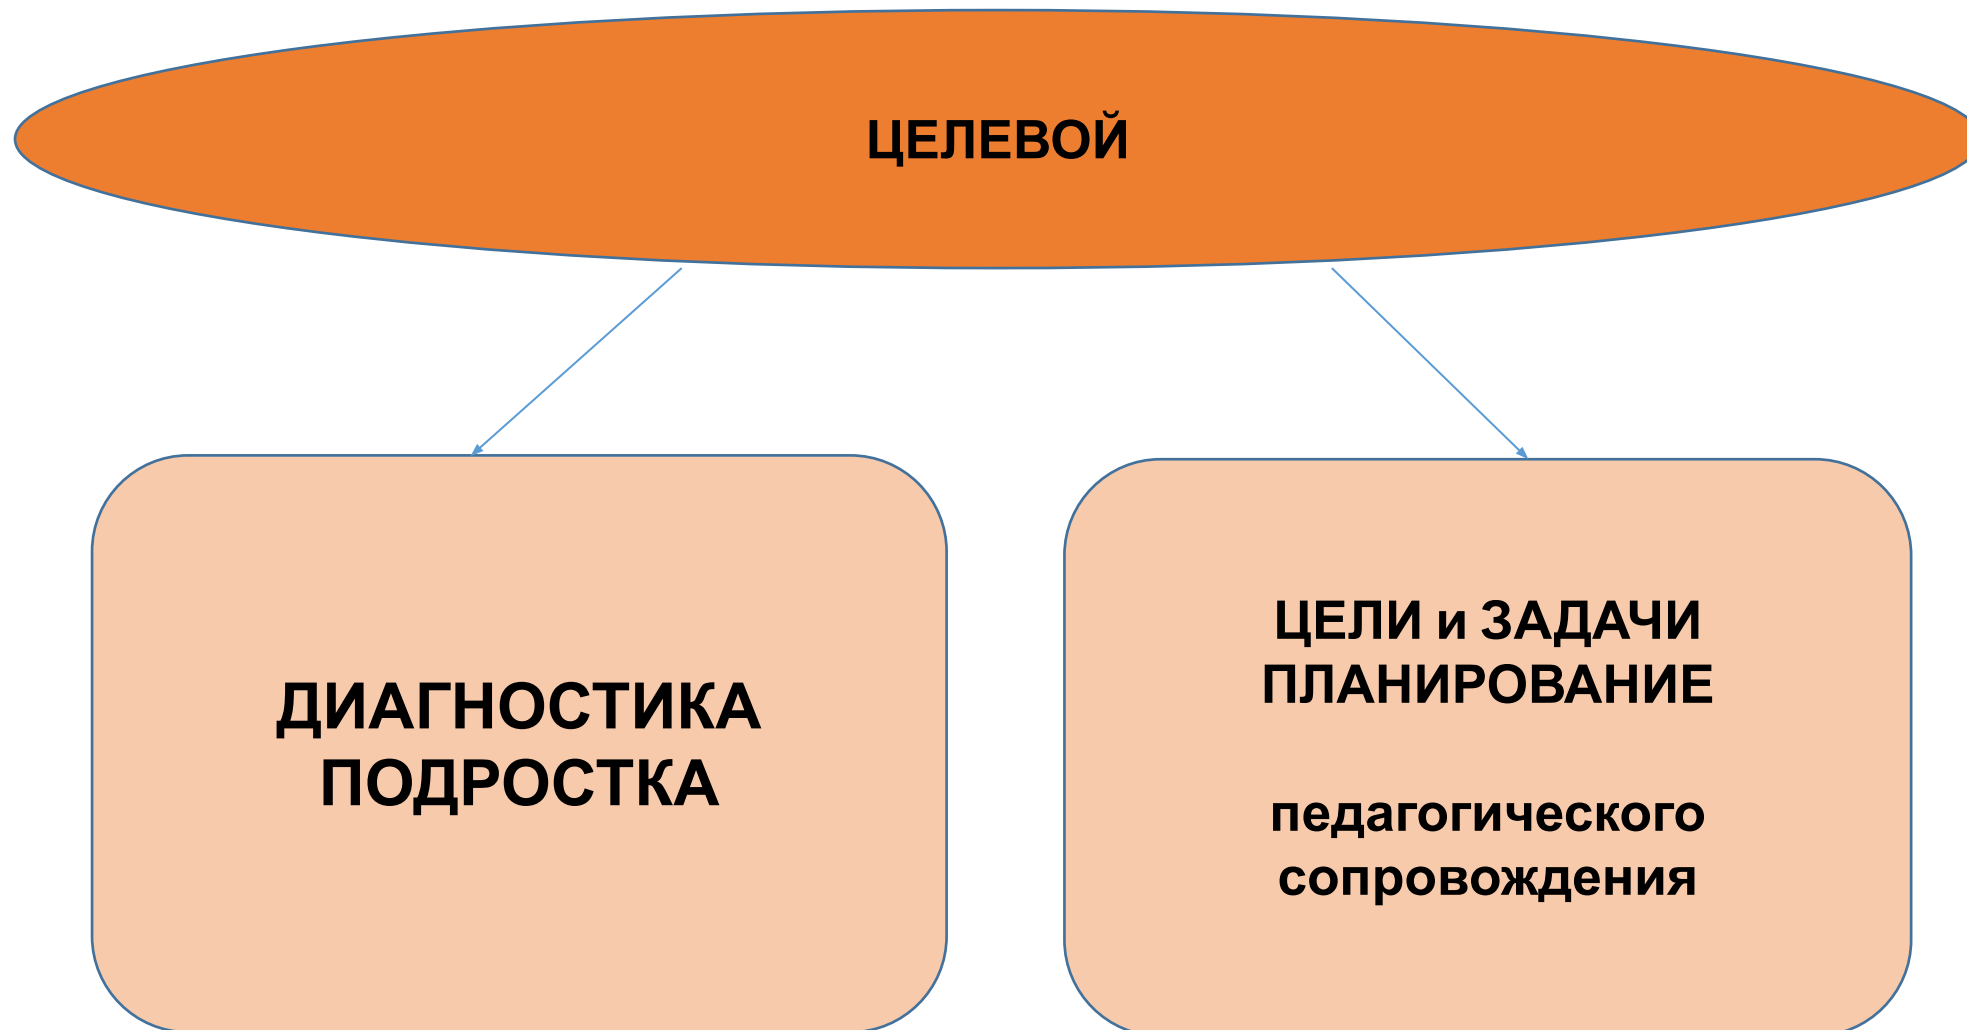 ЦЕЛЕВОЙ
ДИАГНОСТИКА
ПОДРОСТКА
ЦЕЛИ и ЗАДАЧИ
ПЛАНИРОВАНИЕ
педагогического
сопровождения